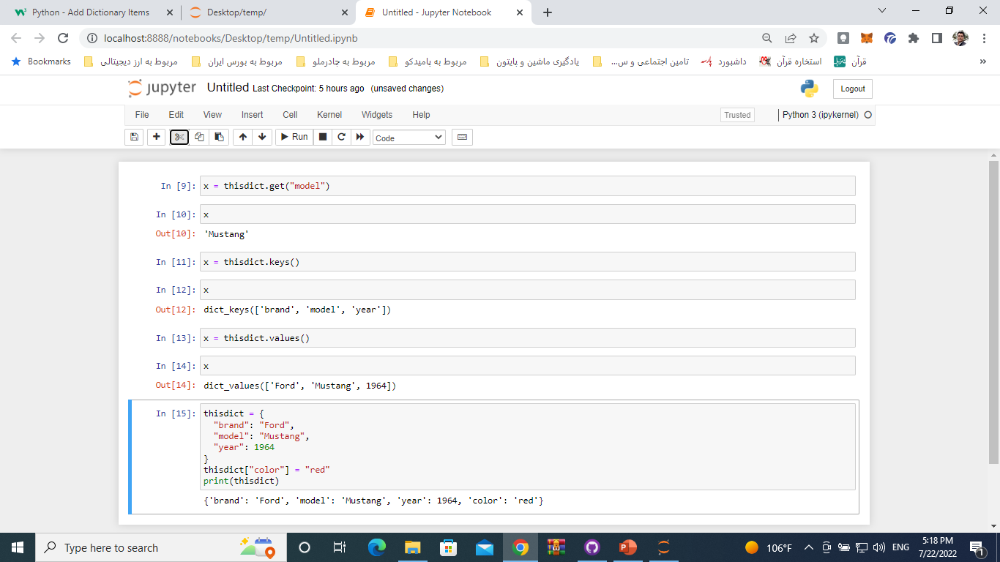 Python - Add Dictionary Items
Desktop/temp/
Untitled - Jupyter Notebook
localhost:8888/notebooks/Desktop/temp/Untitled.ipynb
Bookmarks
مربوط به ارز دیجیتالی
مربوط به بورس ایران
مربوط به چادرملو
مربوط به پامیدکو
یادگیری ماشین و پایتون
تامین اجتماعی و س...
داشبورد
استخاره قرآن
قرآن
»
jupyter Untitled Last Checkpoint: 5 hours ago (unsaved changes)
Logout
File Edit View Insert Cell Kernel Widgets Help
Trusted
Python 3 (ipykernel)
Run
Code
In [9]: x = thisdict.get("model")
In [10]: x
Out[10]: 'Mustang'
In [11]: x = thisdict.keys()
In [12]: x
Out[12]: dict_keys(['brand', 'model', 'year'])
In [13]: x = thisdict.values()
In [14]: x
Out[14]: dict_values(['Ford', 'Mustang', 1964])
In [15]: thisdict = {
"brand": "Ford",
"model": "Mustang",
"year": 1964
}
thisdict["color"] = "red"
print(thisdict)
{'brand': 'Ford', 'model': 'Mustang', 'year': 1964, 'color': 'red'}
Type here to search
106°F
ENG
5:18 PM
7/22/2022
1